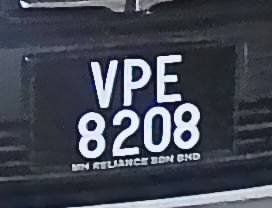 VPE
8208
MH RELIANCE SDN BHD